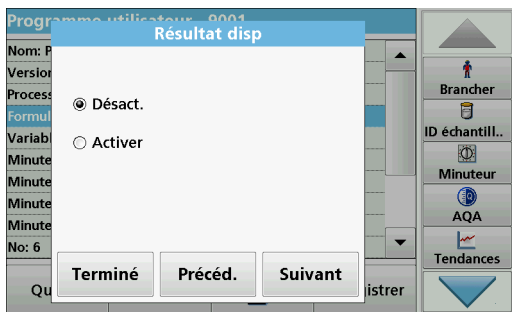 Programme utilisateur 9001
Résultat disp
Nom: P
Version
Process
Formul
Variabl
Minute
Minute
Minute
Minute
No: 6
Désact.
Activer
Terminé
Précéd.
Suivant
Qu
istrer
Brancher
ID échantill..
Minuteur
AQA
Tendances